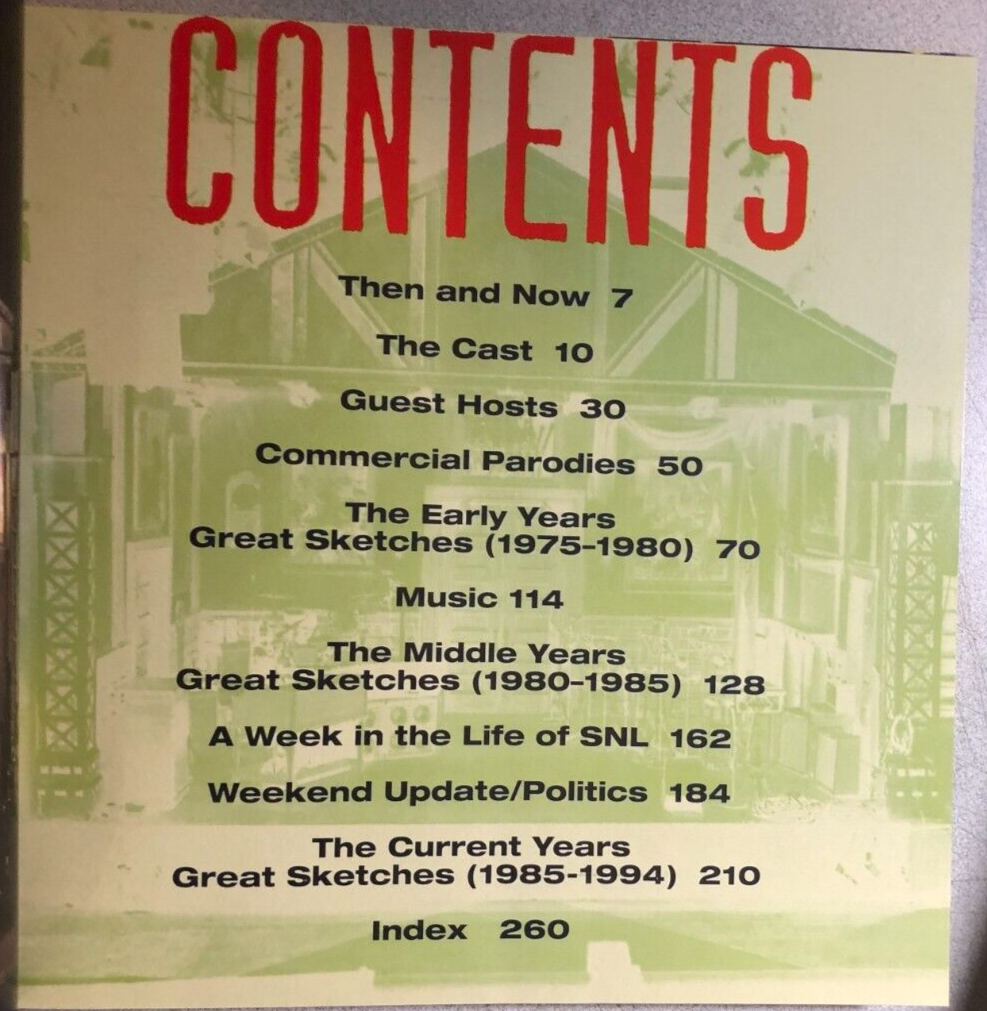 CONTENTS
Then and Now 7
The Cast 10
Guest Hosts 30
Commercial Parodies 50
The Early Years
Great Sketches (1975-1980) 70
Music 114
The Middle Years
Great Sketches (1980-1985) 128
A Week in the Life of SNL 162
Weekend Update/Politics 184
The Current Years
Great Sketches (1985-1994) 210
Index 260